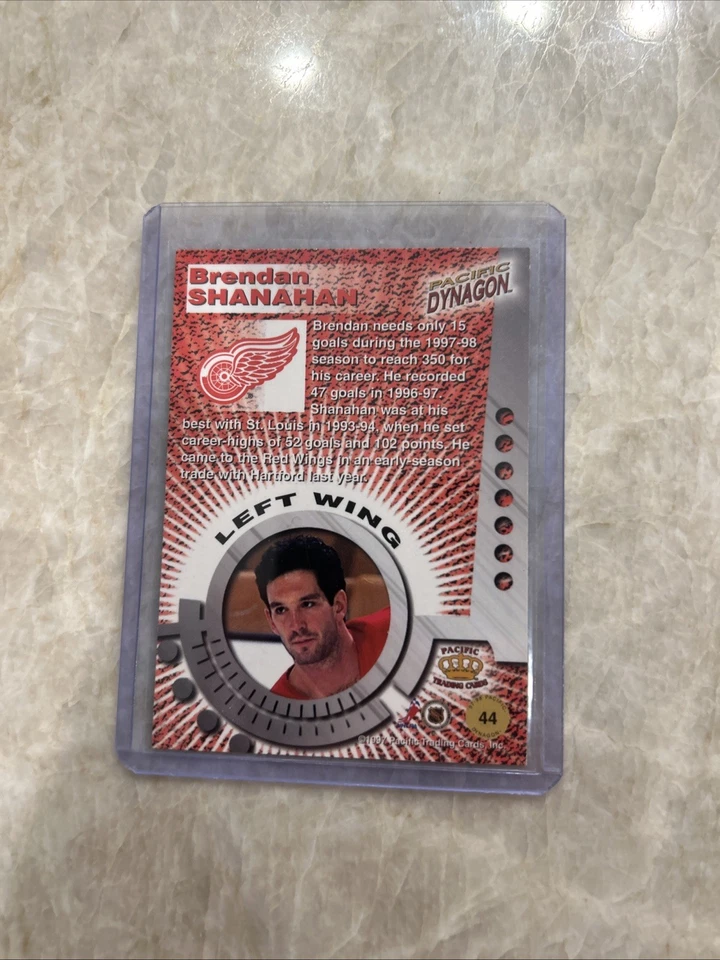 Brendan
SHANAHAN
PACIFIC
DYNAGON™
Brendan needs only 15
goals during the 1997-98
season to reach 350 for
his career. He recorded
47 goals in 1996-97.
Shanahan was at his
best with St. Louis in 1993-94, when he set
career-highs of 52 goals and 102 points. He
came to the Red Wings in an early-season
trade with Hartford last year.
LEFT WING
PACIFIC
TRADING CARDS
44
©1997 Pacific Trading Cards, Inc.